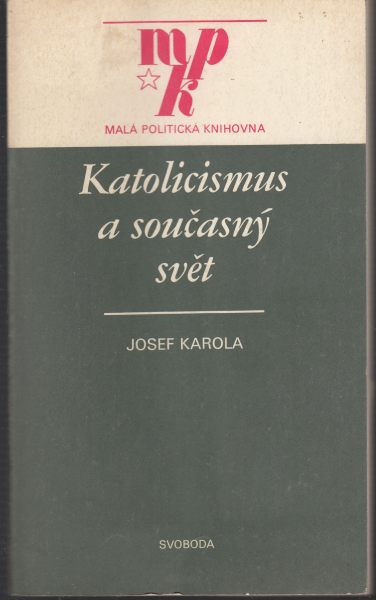 mpk
MALÁ POLITICKÁ KNIHOVNA
Katolicismus
a současný
svět
JOSEF KAROLA
SVOBODA